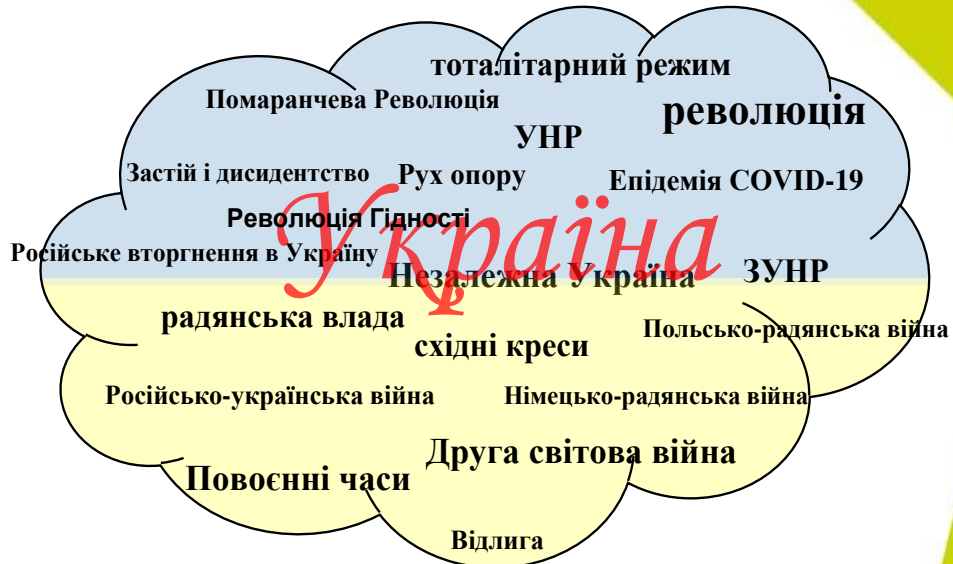 тоталітарний режим
Помаранчева Революція
революція
УНР
Застій і дисидентство
Рух опору
Епідемія COVID-19
Революція Гідності
Україна
Російське вторгнення в Україну
Незалежна Україна
ЗУНР
радянська влада
Польсько-радянська війна
східні креси
Російсько-українська війна
Німецько-радянська війна
Друга світова війна
Повоєнні часи
Відлига